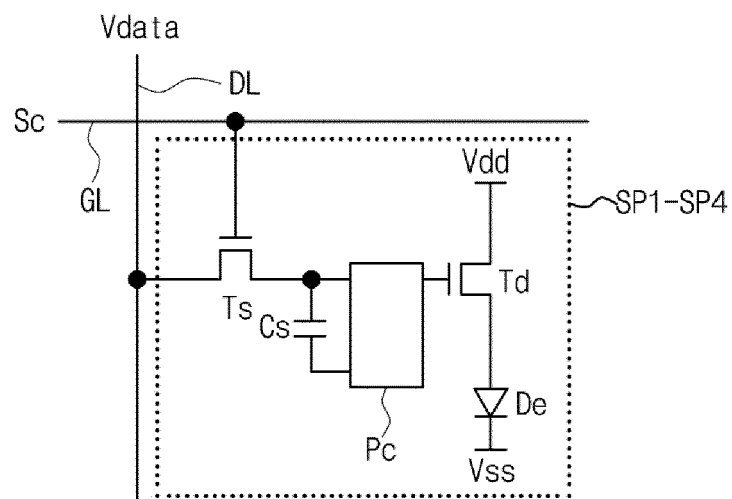 Vdata
DL
Sc
GL
Vdd
SP1-SP4
Ts
Td
Cs
De
Pc
Vss